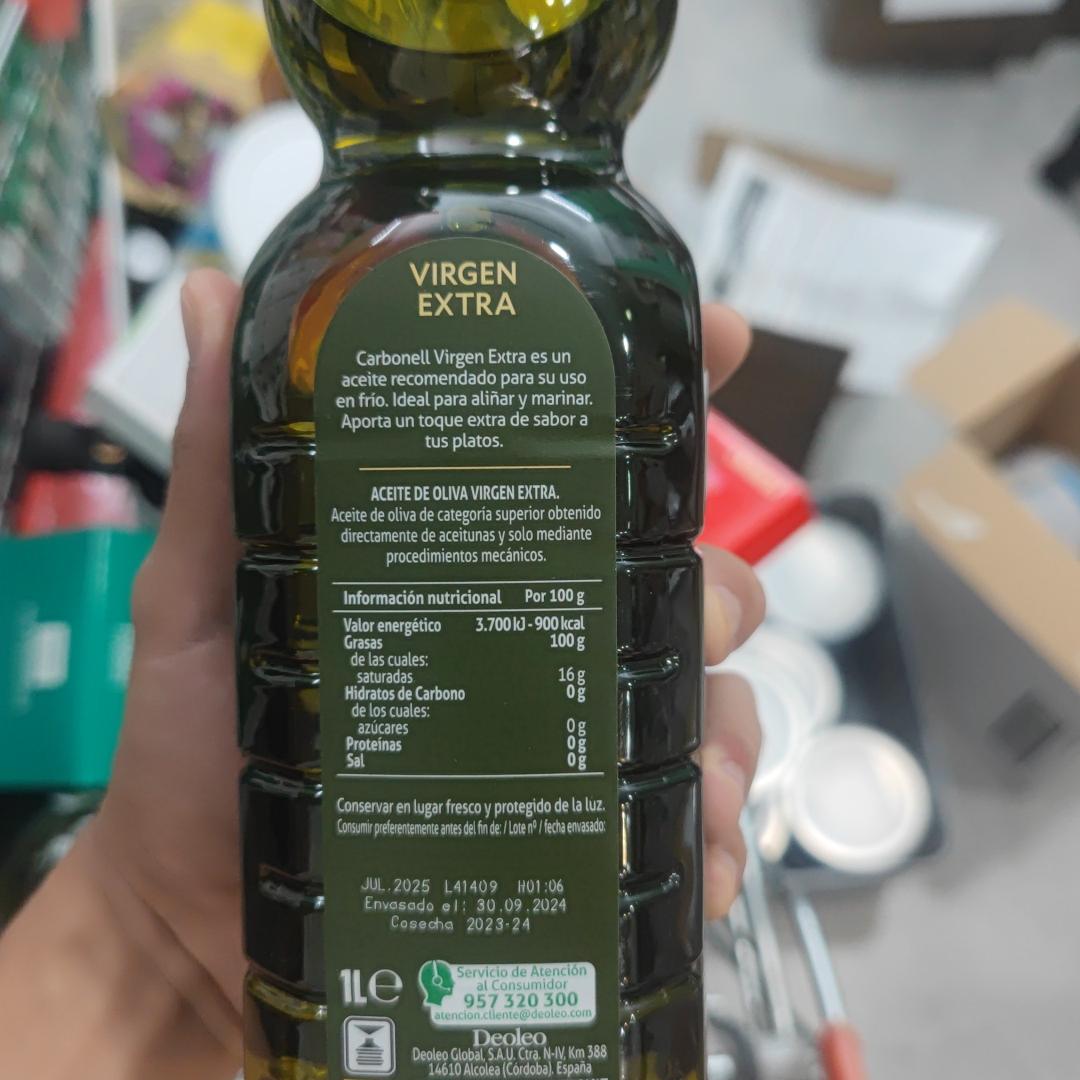 VIRGEN
EXTRA
Carbonell Virgen Extra es un
aceite recomendado para su uso
en frío. Ideal para aliñar y marinar.
Aporta un toque extra de sabor a
tus platos.
ACEITE DE OLIVA VIRGEN EXTRA.
Aceite de oliva de categoría superior obtenido
directamente de aceitunas y solo mediante
procedimientos mecánicos.
Información nutricional Por 100 g
Valor energético 3.700 kJ - 900 kcal
Grasas 100 g
de las cuales:
saturadas 16 g
Hidratos de Carbono 0 g
de los cuales:
azúcares 0 g
Proteínas 0 g
Sal 0 g
Conservar en lugar fresco y protegido de la luz.
Consumir preferentemente antes del fin de: / Lote nº / fecha envasado:
JUL.2025 L41409 H01:06
Envasado el: 30.09.2024
Cosecha 2023-24
1L e
Servicio de Atención
al Consumidor
957 320 300
atencion.cliente@deoleo.com
Deoleo
Deoleo Global, S.A.U. Ctra. N-IV, Km 388
14610 Alcolea (Córdoba). España